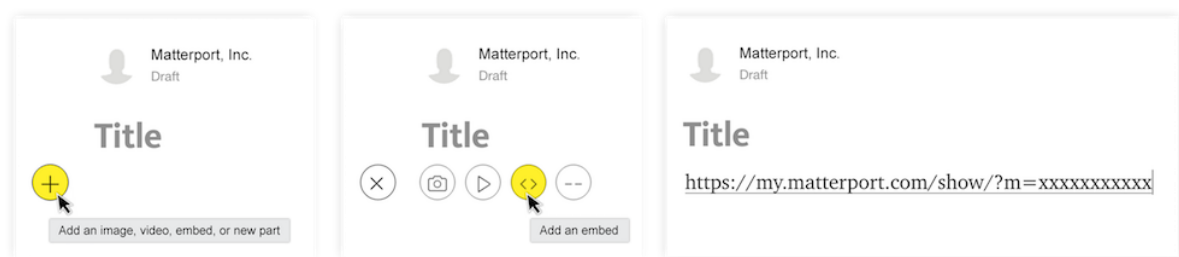 Matterport, Inc.
Draft
Title
Add an image, video, embed, or new part
Matterport, Inc.
Draft
Title
Add an embed
Matterport, Inc.
Draft
Title
https://my.matterport.com/show/?m=xxxxxxxxxxx